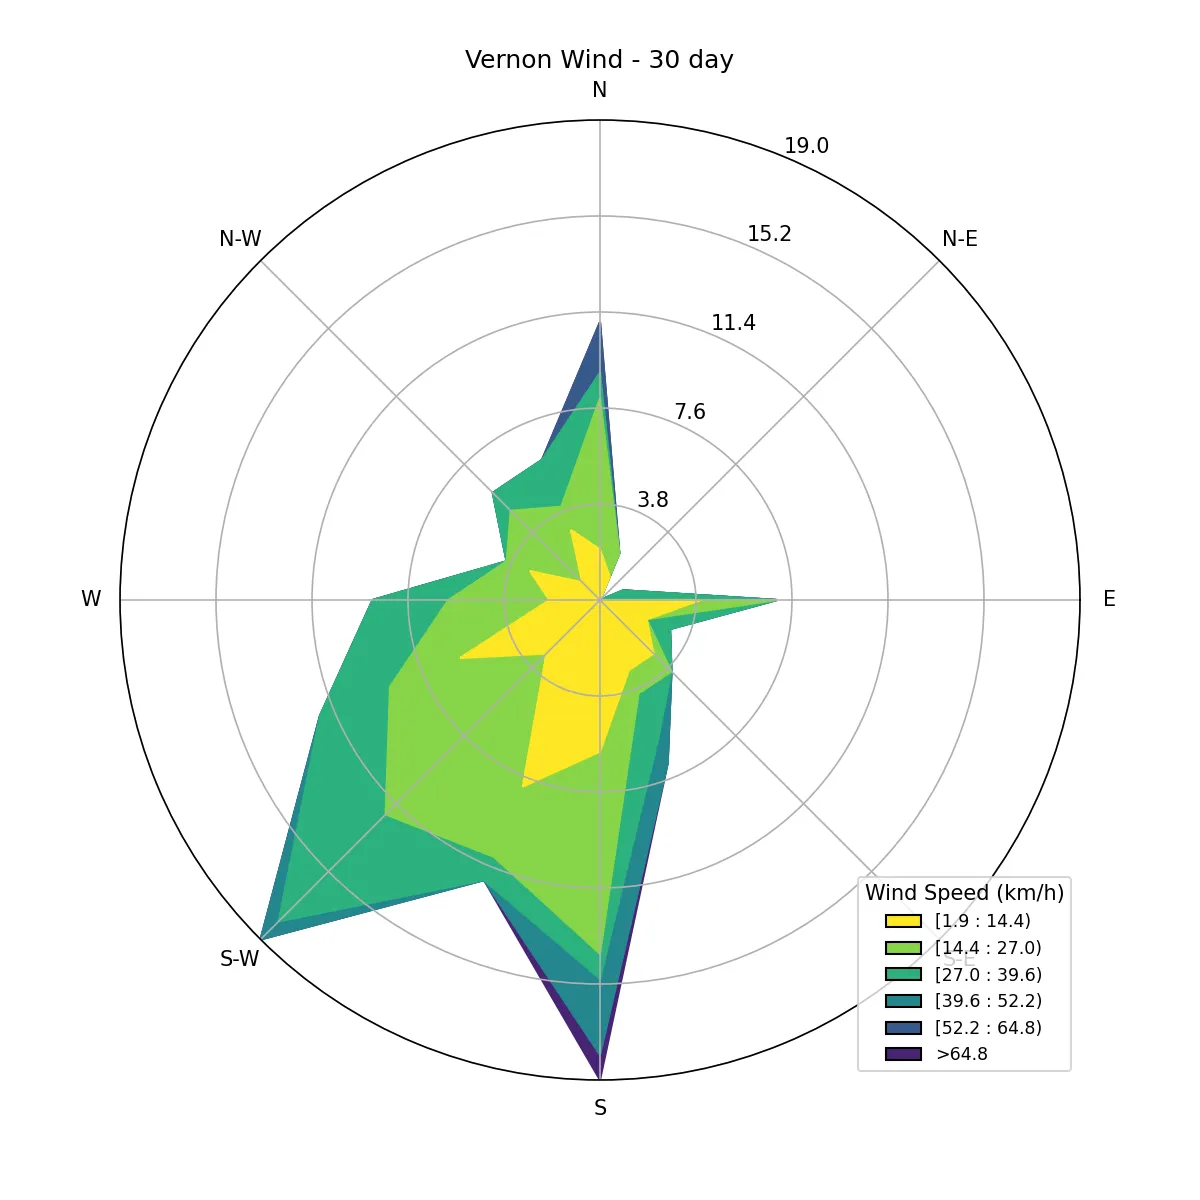 Vernon Wind - 30 day
N
19.0
15.2
N-W
N-E
11.4
7.6
3.8
W
E
Wind Speed (km/h)
[1.9 : 14.4)
[14.4 : 27.0)
S-W
S-E
[27.0 : 39.6)
[39.6 : 52.2)
[52.2 : 64.8)
>64.8
S